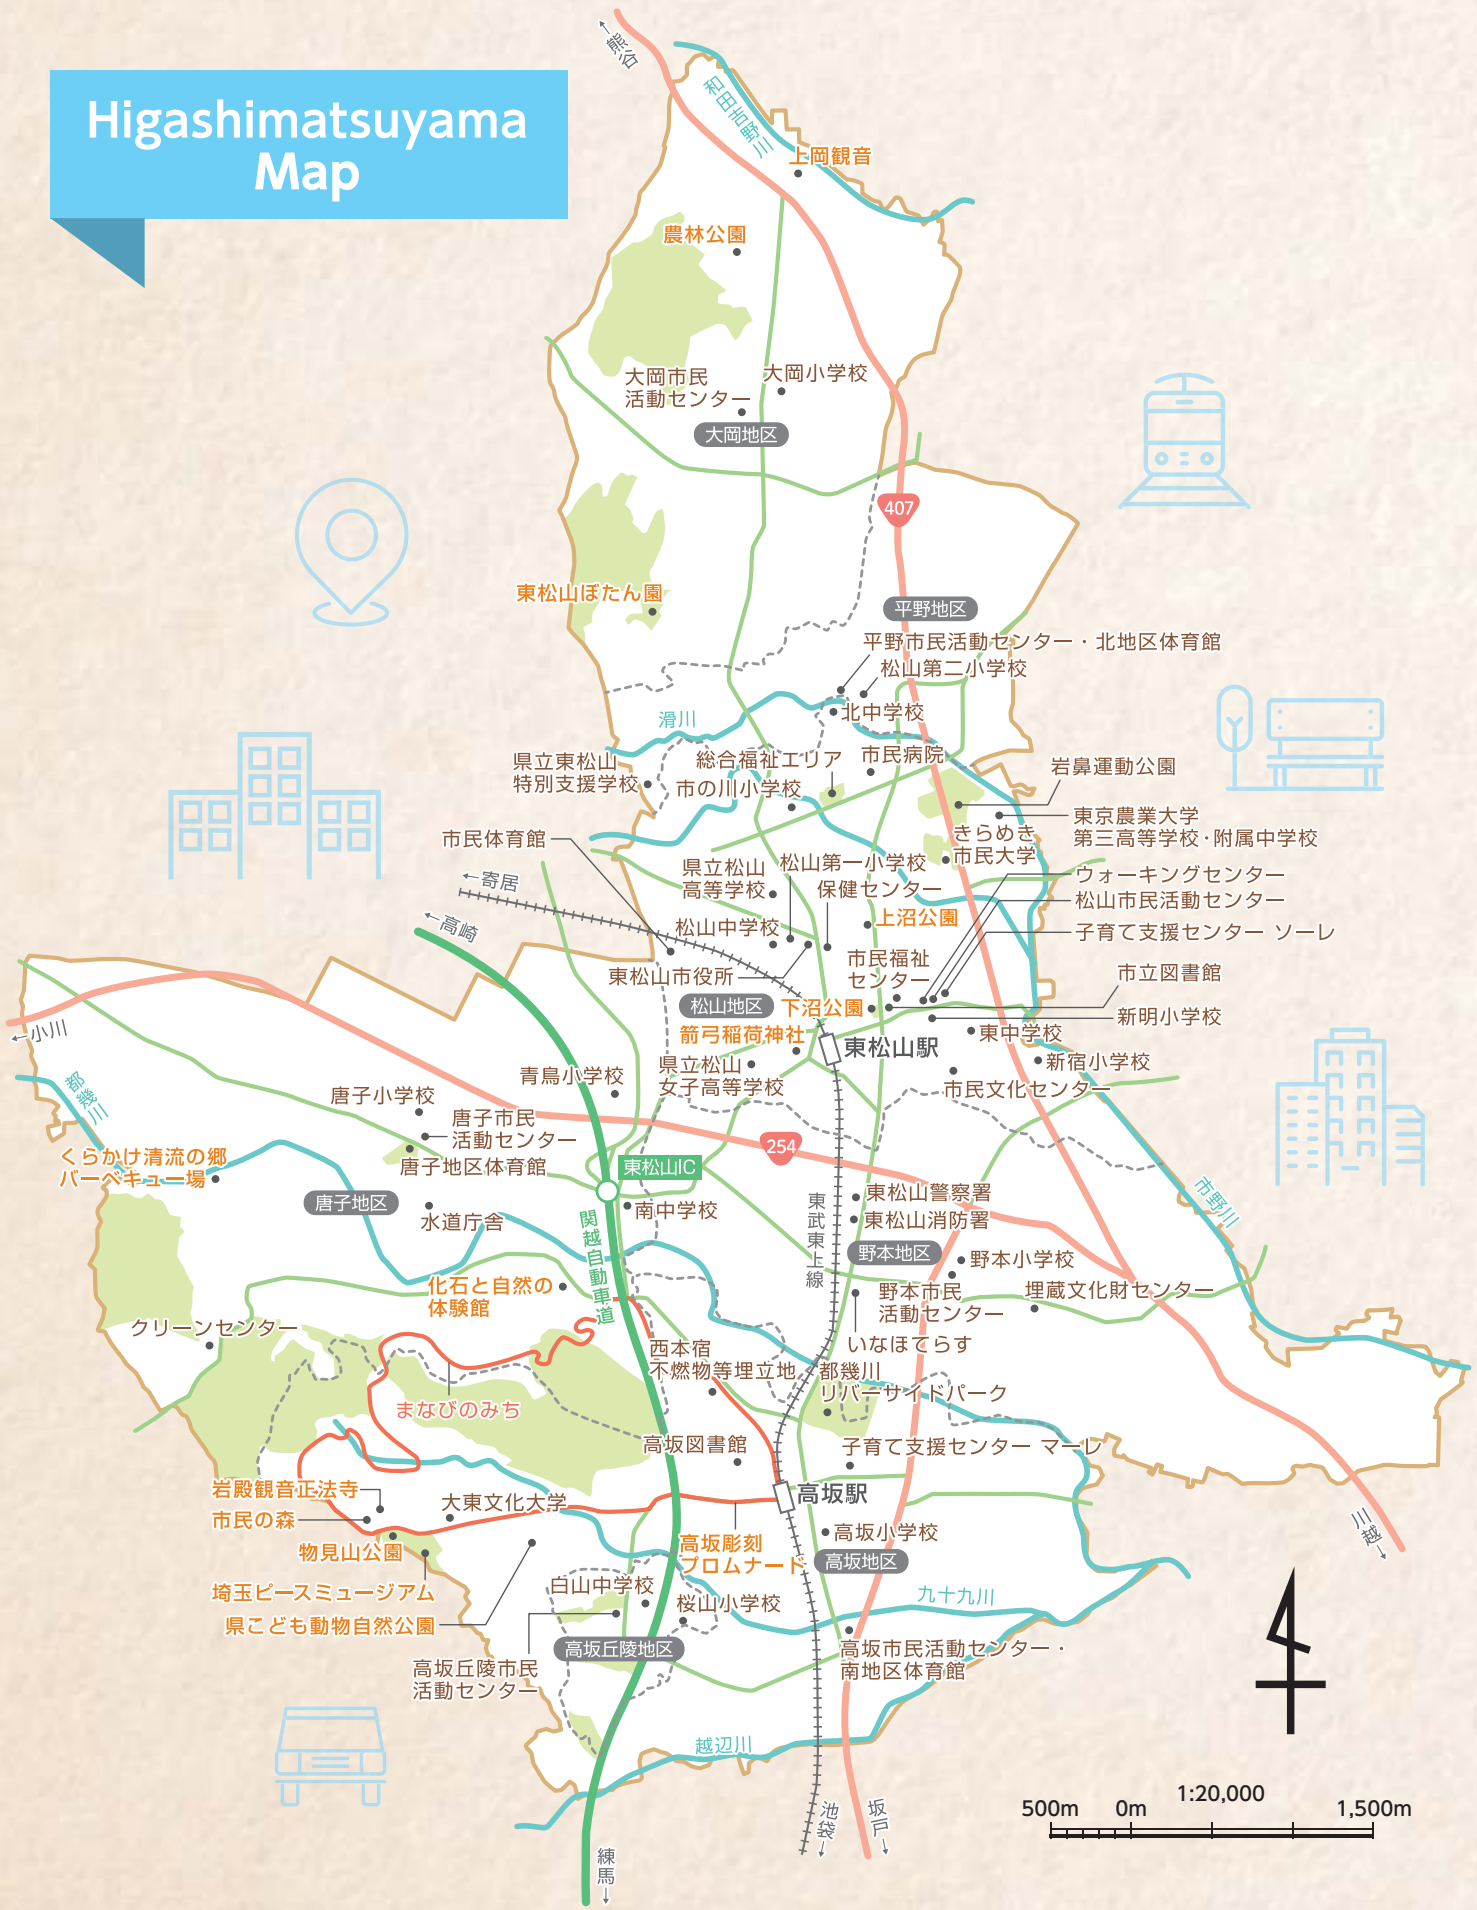 Higashimatsuyama
Map
←熊谷
和田吉野川
上岡観音
農林公園
大岡市民
活動センター
大岡小学校
大岡地区
407
東松山ぼたん園
平野地区
平野市民活動センター・北地区体育館
松山第二小学校
北中学校
滑川
県立東松山
特別支援学校
総合福祉エリア
市民病院
市の川小学校
岩鼻運動公園
東京農業大学
第三高等学校・附属中学校
きらめき
市民大学
市民体育館
県立松山
高等学校
松山第一小学校
保健センター
ウォーキングセンター
松山市民活動センター
子育て支援センター ソーレ
←寄居
←高崎
上沼公園
松山中学校
東松山市役所
市民福祉
センター
市立図書館
松山地区
下沼公園
新明小学校
箭弓稲荷神社
東松山駅
東中学校
新宿小学校
←小川
県立松山
女子高等学校
市民文化センター
青鳥小学校
都幾川
唐子小学校
唐子市民
活動センター
唐子地区体育館
くらかけ清流の郷
バーベキュー場
254
東松山IC
唐子地区
水道庁舎
南中学校
東武東上線
東松山警察署
東松山消防署
市野川
関越自動車道
野本地区
野本小学校
化石と自然の
体験館
野本市民
活動センター
埋蔵文化財センター
クリーンセンター
いなほてらす
西本宿
不燃物等埋立地
都幾川
リバーサイドパーク
まなびのみち
高坂図書館
子育て支援センター マーレ
岩殿観音正法寺
市民の森
大東文化大学
高坂駅
川越→
物見山公園
高坂彫刻
プロムナード
高坂小学校
高坂地区
埼玉ピースミュージアム
県こども動物自然公園
白山中学校
桜山小学校
九十九川
高坂丘陵地区
高坂丘陵市民
活動センター
高坂市民活動センター・
南地区体育館
越辺川
池袋→
坂戸→
練馬→
1:20,000
500m 0m 1,500m